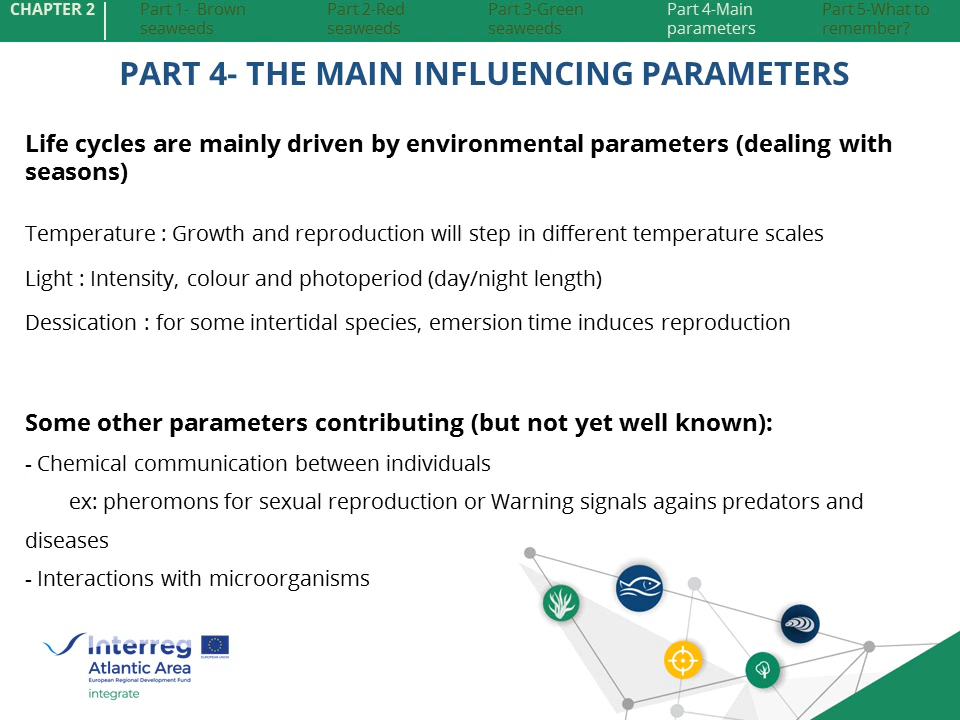 CHAPTER 2
Part 1- Brown
seaweeds
Part 2-Red
seaweeds
Part 3-Green
seaweeds
Part 4-Main
parameters
Part 5-What to
remember?
PART 4- THE MAIN INFLUENCING PARAMETERS
Life cycles are mainly driven by environmental parameters (dealing with
seasons)
Temperature : Growth and reproduction will step in different temperature scales
Light : Intensity, colour and photoperiod (day/night length)
Dessication : for some intertidal species, emersion time induces reproduction
Some other parameters contributing (but not yet well known):
- Chemical communication between individuals
ex: pheromons for sexual reproduction or Warning signals agains predators and
diseases
- Interactions with microorganisms
Interreg
EUROPEAN UNION
Atlantic Area
European Regional Development Fund
integrate